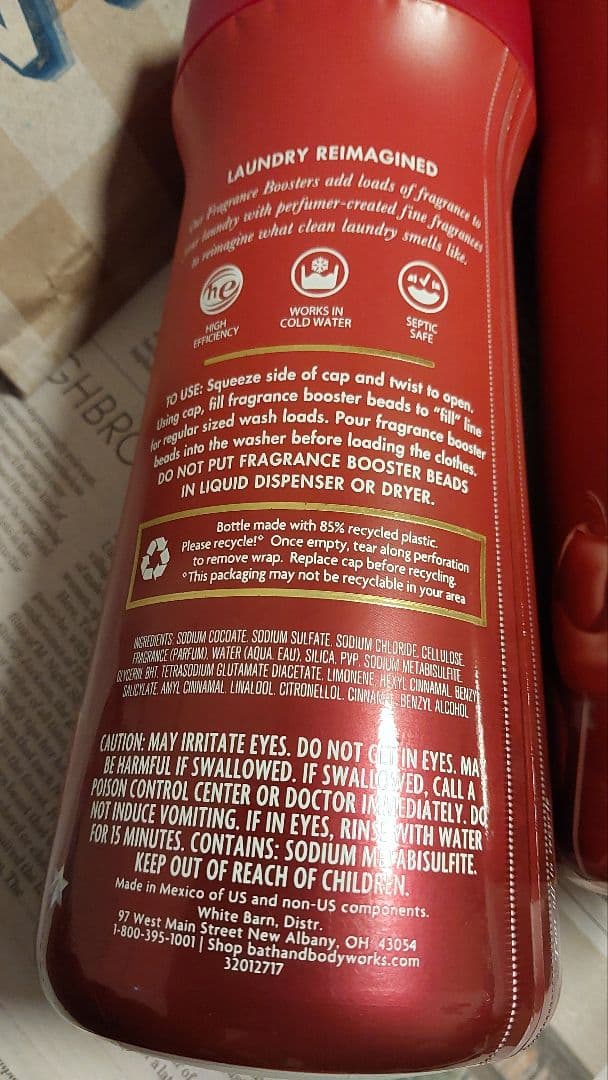 LAUNDRY REIMAGINED
Our Fragrance Boosters add loads of fragrance to
your laundry with perfumer-created fine fragrances
to reimagine what clean laundry smells like.
he
HIGH
EFFICIENCY
WORKS IN
COLD WATER
SEPTIC
SAFE
TO USE: Squeeze side of cap and twist to open.
Using cap, fill fragrance booster beads to “fill” line
for regular sized wash loads. Pour fragrance booster
beads into the washer before loading the clothes.
DO NOT PUT FRAGRANCE BOOSTER BEADS
IN LIQUID DISPENSER OR DRYER.
Bottle made with 85% recycled plastic.
Please recycle!° Once empty, tear along perforation
to remove wrap. Replace cap before recycling.
°This packaging may not be recyclable in your area
INGREDIENTS: SODIUM COCOATE, SODIUM SULFATE, SODIUM CHLORIDE, CELLULOSE,
FRAGRANCE (PARFUM), WATER (AQUA, EAU), SILICA, PVP, SODIUM METABISULFITE,
GLYCERIN, BHT, TETRASODIUM GLUTAMATE DIACETATE, LIMONENE, HEXYL CINNAMAL, BENZYL
SALICYLATE, AMYL CINNAMAL, LINALOOL, CITRONELLOL, CINNAMAL, BENZYL ALCOHOL
CAUTION: MAY IRRITATE EYES. DO NOT GET IN EYES. MAY
BE HARMFUL IF SWALLOWED. IF SWALLOWED, CALL A
POISON CONTROL CENTER OR DOCTOR IMMEDIATELY. DO
NOT INDUCE VOMITING. IF IN EYES, RINSE WITH WATER
FOR 15 MINUTES. CONTAINS: SODIUM METABISULFITE.
KEEP OUT OF REACH OF CHILDREN.
Made in Mexico of US and non-US components.
White Barn, Distr.
97 West Main Street New Albany, OH 43054
1-800-395-1001 | Shop bathandbodyworks.com
32012717